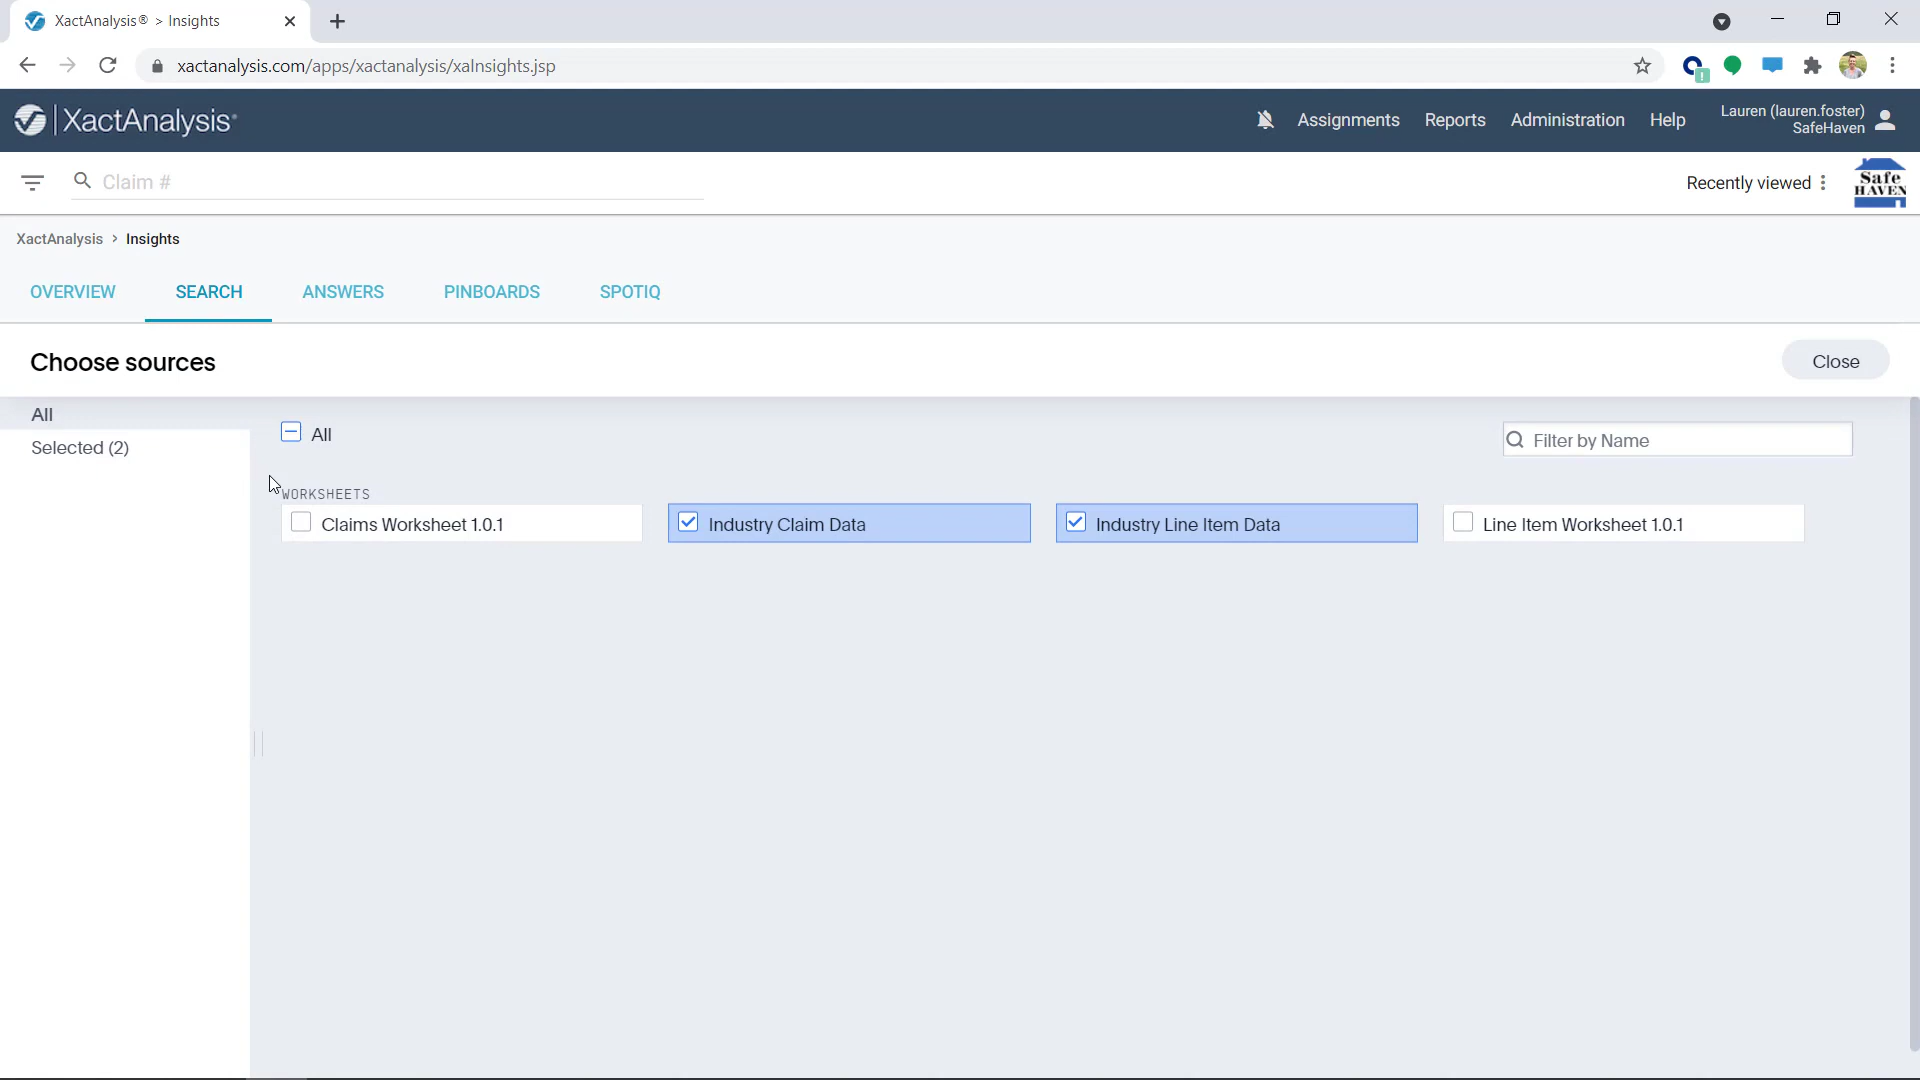 XactAnalysis® > Insights
xactanalysis.com/apps/xactanalysis/xaInsights.jsp
XactAnalysis®
Assignments
Reports
Administration
Help
Lauren (lauren.foster)
SafeHaven
Claim #
Recently viewed
Safe
HAVEN
XactAnalysis > Insights
OVERVIEW
SEARCH
ANSWERS
PINBOARDS
SPOTIQ
Choose sources
Close
All
Selected (2)
All
Filter by Name
WORKSHEETS
Claims Worksheet 1.0.1
Industry Claim Data
Industry Line Item Data
Line Item Worksheet 1.0.1